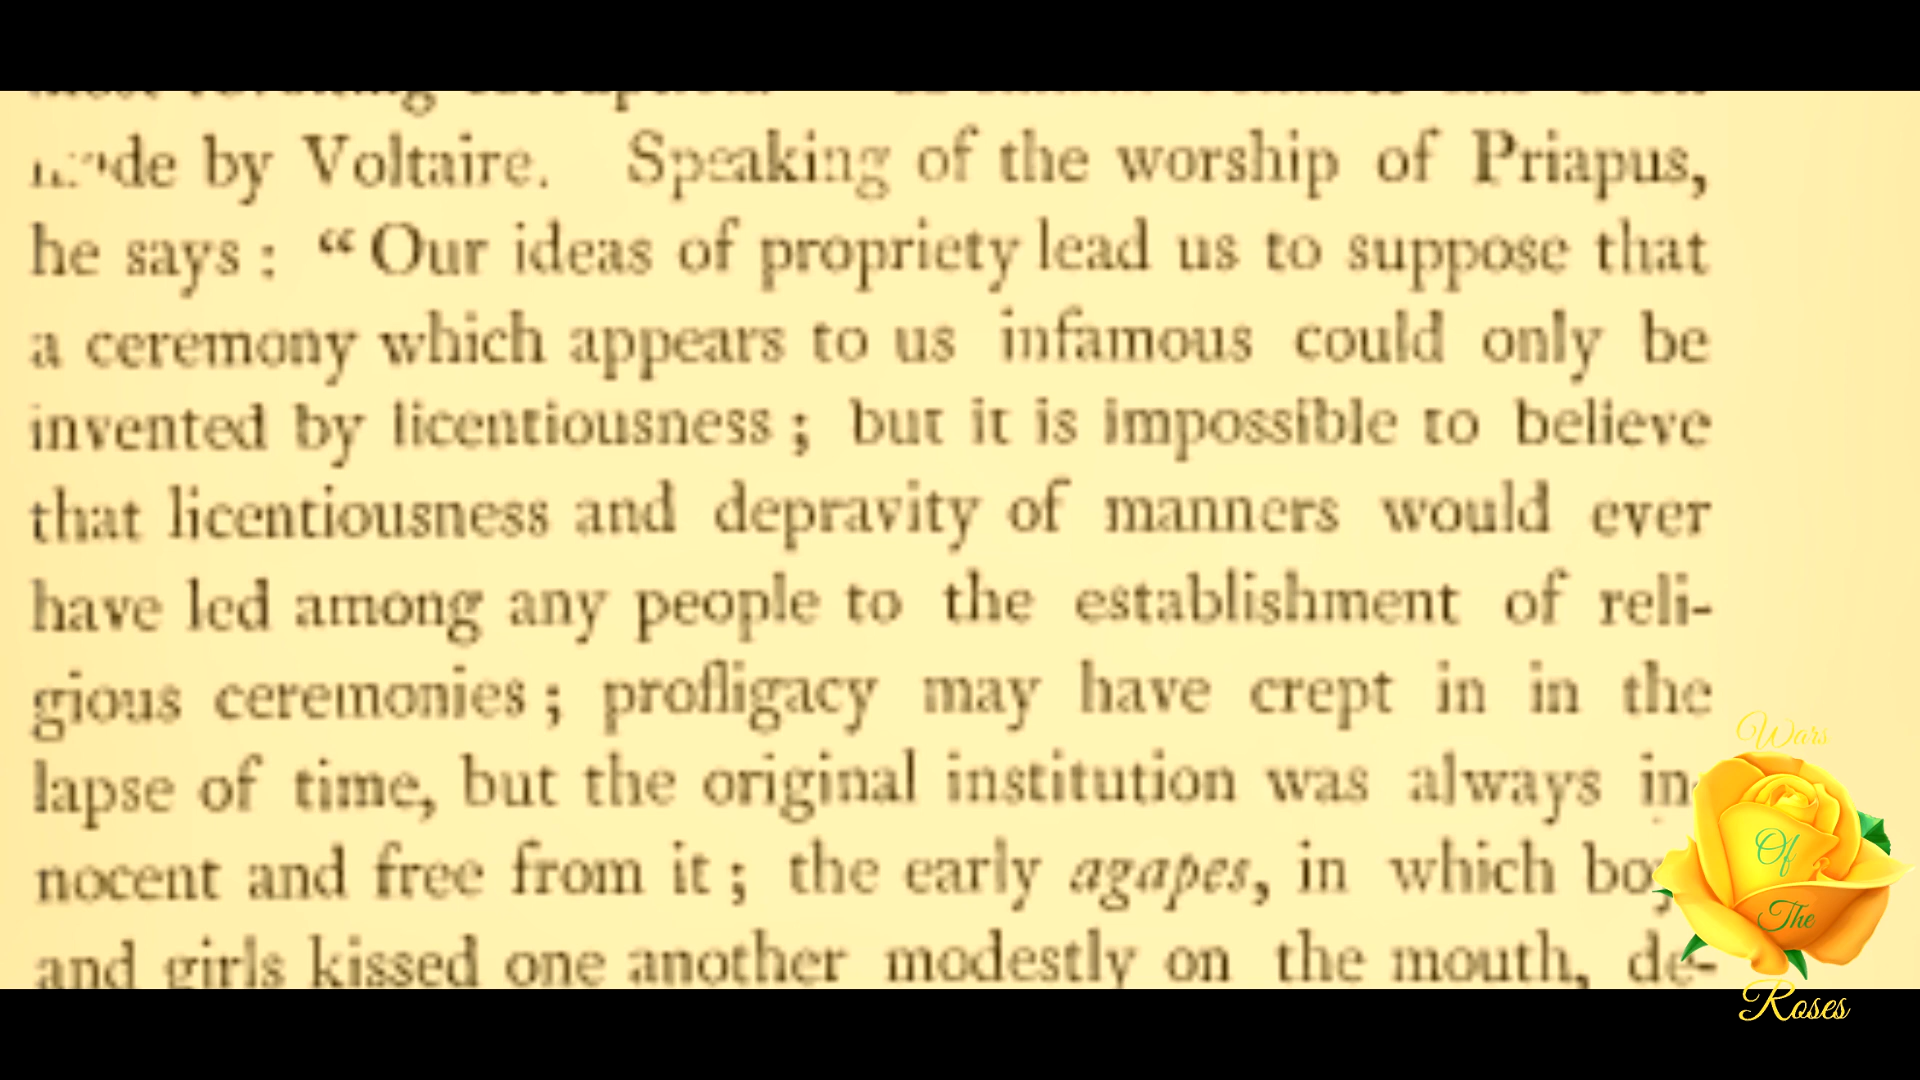 by Voltaire. Speaking of the worship of Priapus,
he says : “ Our ideas of propriety lead us to suppose that
a ceremony which appears to us infamous could only be
invented by licentiousness ; but it is impossible to believe
that licentiousness and depravity of manners would ever
have led among any people to the establishment of reli-
gious ceremonies ; profligacy may have crept in in the
lapse of time, but the original institution was always in-
nocent and free from it ; the early agapes, in which
and girls kissed one another modestly on the mouth, de-
Wars
Of
The
Roses